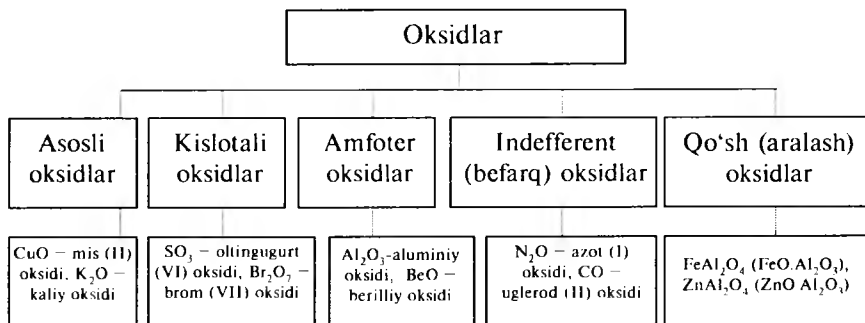 Oksidlar
Asosli
oksidlar
Kislotali
oksidlar
Amfoter
oksidlar
Indefferent
(befarq) oksidlar
Qo‘sh (aralash)
oksidlar
CuO – mis (II)
oksidi, K₂O –
kaliy oksidi
SO₃ – oltingugurt
(VI) oksidi, Br₂O₇ –
brom (VII) oksidi
Al₂O₃-aluminiy
oksidi, BeO –
berilliy oksidi
N₂O – azot (I)
oksidi, CO –
uglerod (II) oksidi
FeAl₂O₄ (FeO.Al₂O₃),
ZnAl₂O₄ (ZnO Al₂O₃)